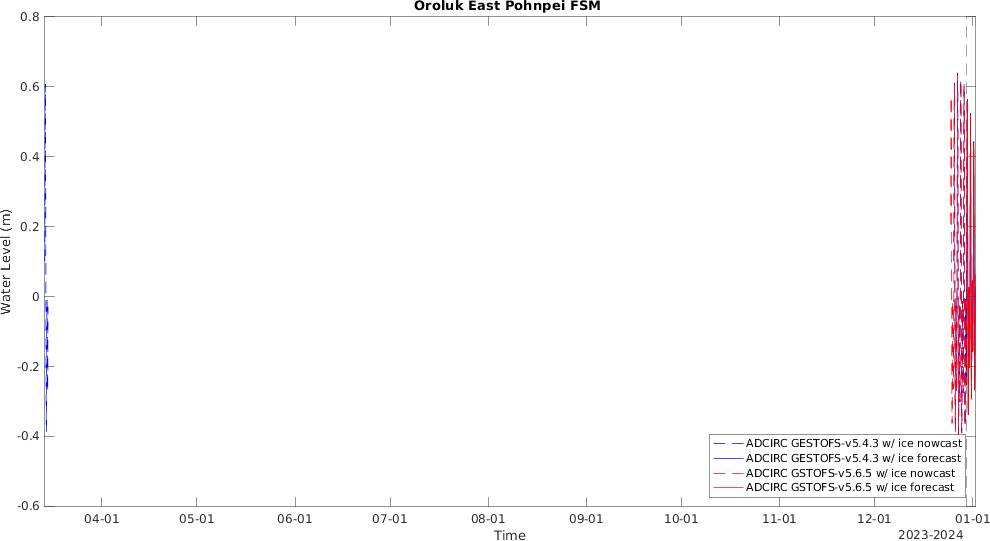 Oroluk East Pohnpei FSM
0.8
0.6
0.4
0.2
0
-0.2
-0.4
-0.6
Water Level (m)
ADCIRC GESTOFS-v5.4.3 w/ ice nowcast
ADCIRC GESTOFS-v5.4.3 w/ ice forecast
ADCIRC GSTOFS-v5.6.5 w/ ice nowcast
ADCIRC GSTOFS-v5.6.5 w/ ice forecast
04-01 05-01 06-01 07-01 08-01 09-01 10-01 11-01 12-01 01-01
Time
2023-2024